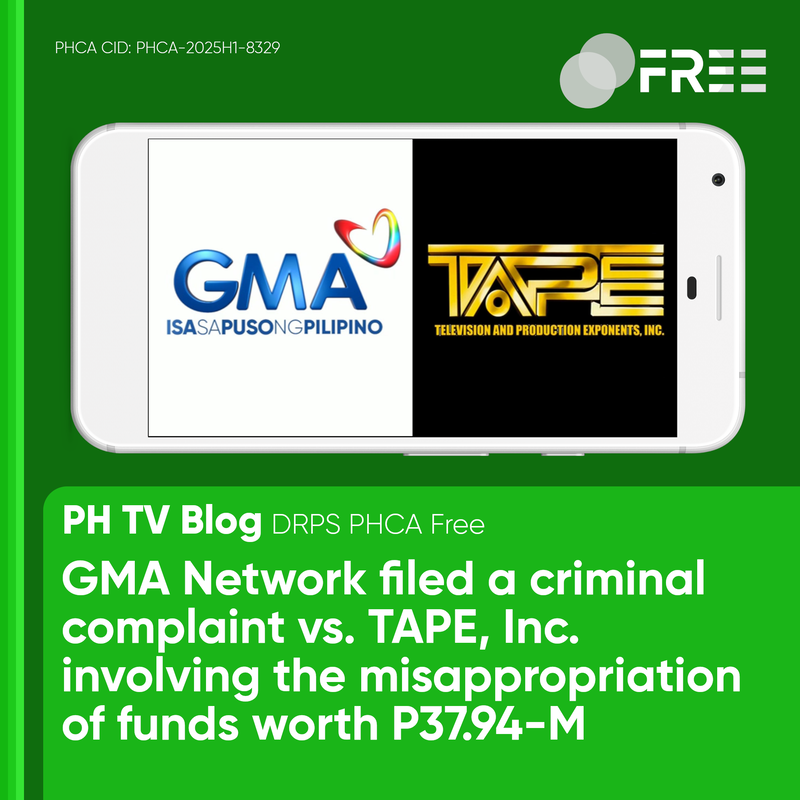 PHCA CID: PHCA-2025H1-8329
FREE
GMA
ISASAPUSONGPILIPINO
TAPE
TELEVISION AND PRODUCTION EXPONENTS, INC.
PH TV Blog DRPS PHCA Free
GMA Network filed a criminal
complaint vs. TAPE, Inc.
involving the misappropriation
of funds worth P37.94-M